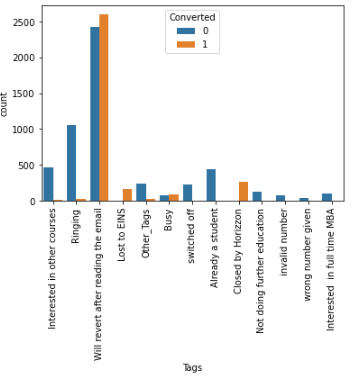 Converted
0
1
2500
2000
1500
1000
500
0
count
Interested in other courses
Ringing
Will revert after reading the email
Lost to EINS
Other_Tags
Busy
switched off
Already a student
Closed by Horizzon
Not doing further education
invalid number
wrong number given
Interested  in full time MBA
Tags